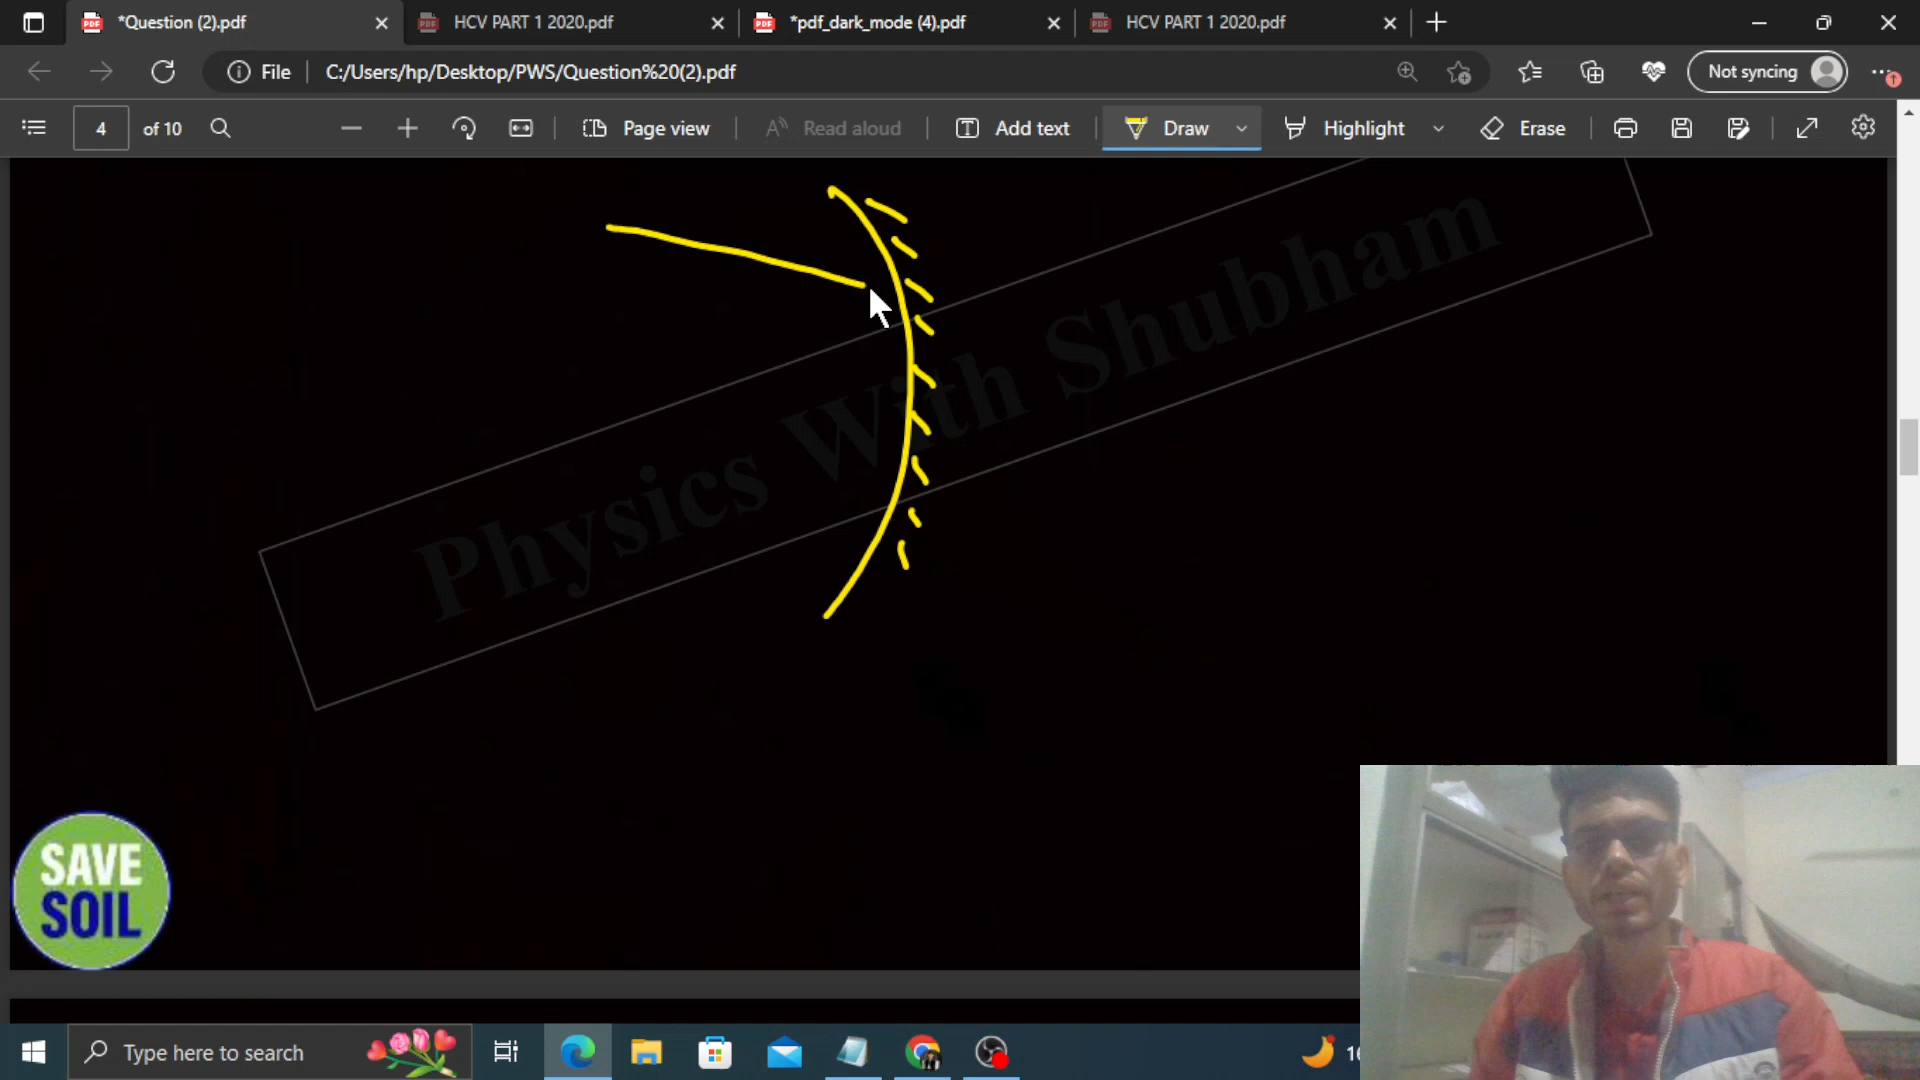 *Question (2).pdf
HCV PART 1 2020.pdf
*pdf_dark_mode (4).pdf
HCV PART 1 2020.pdf
File
C:/Users/hp/Desktop/PWS/Question%20(2).pdf
Not syncing
4
of 10
Page view
Read aloud
Add text
Draw
Highlight
Erase
Physics With Shubham
SAVE
SOIL
Type here to search